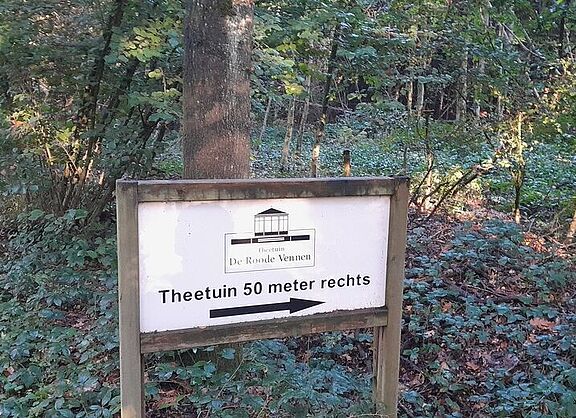 Theetuin
De Roode Vennen
Theetuin 50 meter rechts